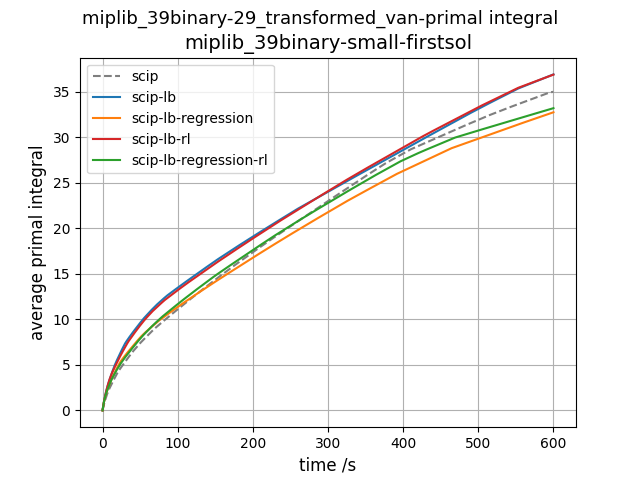 miplib_39binary-29_transformed_van-primal integral
miplib_39binary-small-firstsol
scip
scip-lb
scip-lb-regression
scip-lb-rl
scip-lb-regression-rl
average primal integral
35
30
25
20
15
10
5
0
0 100 200 300 400 500 600
time /s